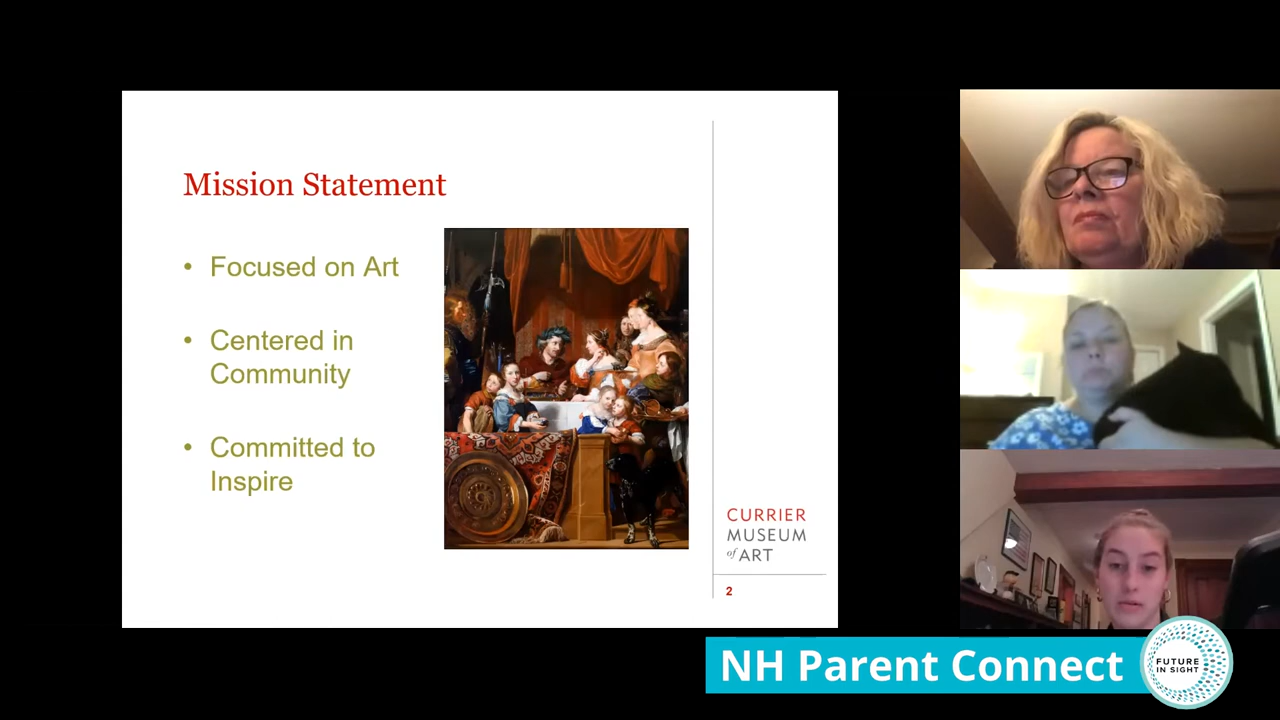 Mission Statement
• Focused on Art
• Centered in
Community
• Committed to
Inspire
CURRIER
MUSEUM
of ART
2
NH Parent Connect
FUTURE
IN SIGHT